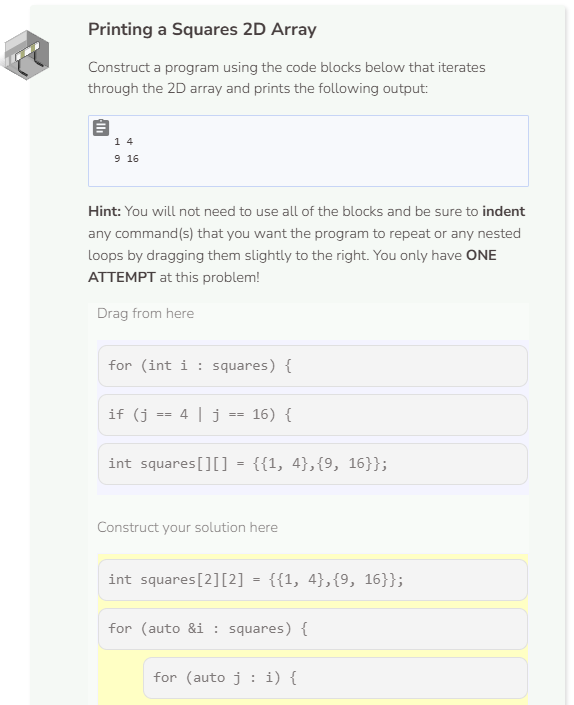 Printing a Squares 2D Array
Construct a program using the code blocks below that iterates
through the 2D array and prints the following output:
1 4
9 16
Hint: You will not need to use all of the blocks and be sure to indent
any command(s) that you want the program to repeat or any nested
loops by dragging them slightly to the right. You only have ONE
ATTEMPT at this problem!
Drag from here
for (int i : squares) {
if (j == 4 | j == 16) {
int squares[][] = {{1, 4},{9, 16}};
Construct your solution here
int squares[2][2] = {{1, 4},{9, 16}};
for (auto &i : squares) {
for (auto j : i) {